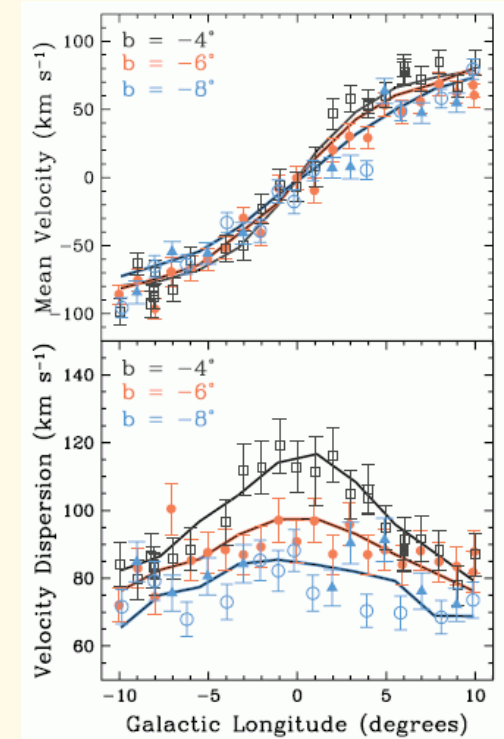 Mean Velocity (km s⁻¹)
100
50
0
−50
−100
b = −4°
b = −6°
b = −8°
Velocity Dispersion (km s⁻¹)
140
120
100
80
60
b = −4°
b = −6°
b = −8°
−10
−5
0
5
10
Galactic Longitude (degrees)